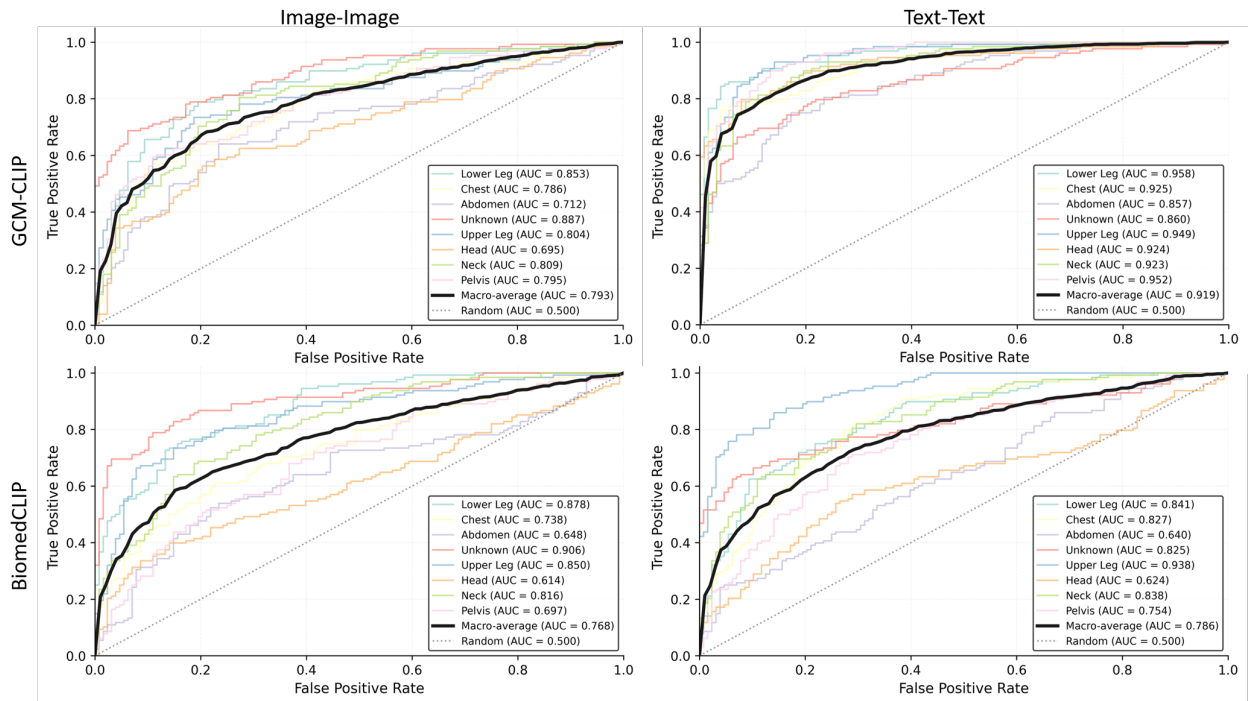 Image-Image
Text-Text
GCM-CLIP
True Positive Rate
1.0
0.8
0.6
0.4
0.2
0.0
Lower Leg (AUC = 0.853)
Chest (AUC = 0.786)
Abdomen (AUC = 0.712)
Unknown (AUC = 0.887)
Upper Leg (AUC = 0.804)
Head (AUC = 0.695)
Neck (AUC = 0.809)
Pelvis (AUC = 0.795)
Macro-average (AUC = 0.793)
Random (AUC = 0.500)
0.0 0.2 0.4 0.6 0.8 1.0
False Positive Rate
True Positive Rate
1.0
0.8
0.6
0.4
0.2
0.0
Lower Leg (AUC = 0.958)
Chest (AUC = 0.925)
Abdomen (AUC = 0.857)
Unknown (AUC = 0.860)
Upper Leg (AUC = 0.949)
Head (AUC = 0.924)
Neck (AUC = 0.923)
Pelvis (AUC = 0.952)
Macro-average (AUC = 0.919)
Random (AUC = 0.500)
0.0 0.2 0.4 0.6 0.8 1.0
False Positive Rate
BiomedCLIP
True Positive Rate
1.0
0.8
0.6
0.4
0.2
0.0
Lower Leg (AUC = 0.878)
Chest (AUC = 0.738)
Abdomen (AUC = 0.648)
Unknown (AUC = 0.906)
Upper Leg (AUC = 0.850)
Head (AUC = 0.614)
Neck (AUC = 0.816)
Pelvis (AUC = 0.697)
Macro-average (AUC = 0.768)
Random (AUC = 0.500)
0.0 0.2 0.4 0.6 0.8 1.0
False Positive Rate
True Positive Rate
1.0
0.8
0.6
0.4
0.2
0.0
Lower Leg (AUC = 0.841)
Chest (AUC = 0.827)
Abdomen (AUC = 0.640)
Unknown (AUC = 0.825)
Upper Leg (AUC = 0.938)
Head (AUC = 0.624)
Neck (AUC = 0.838)
Pelvis (AUC = 0.754)
Macro-average (AUC = 0.786)
Random (AUC = 0.500)
0.0 0.2 0.4 0.6 0.8 1.0
False Positive Rate